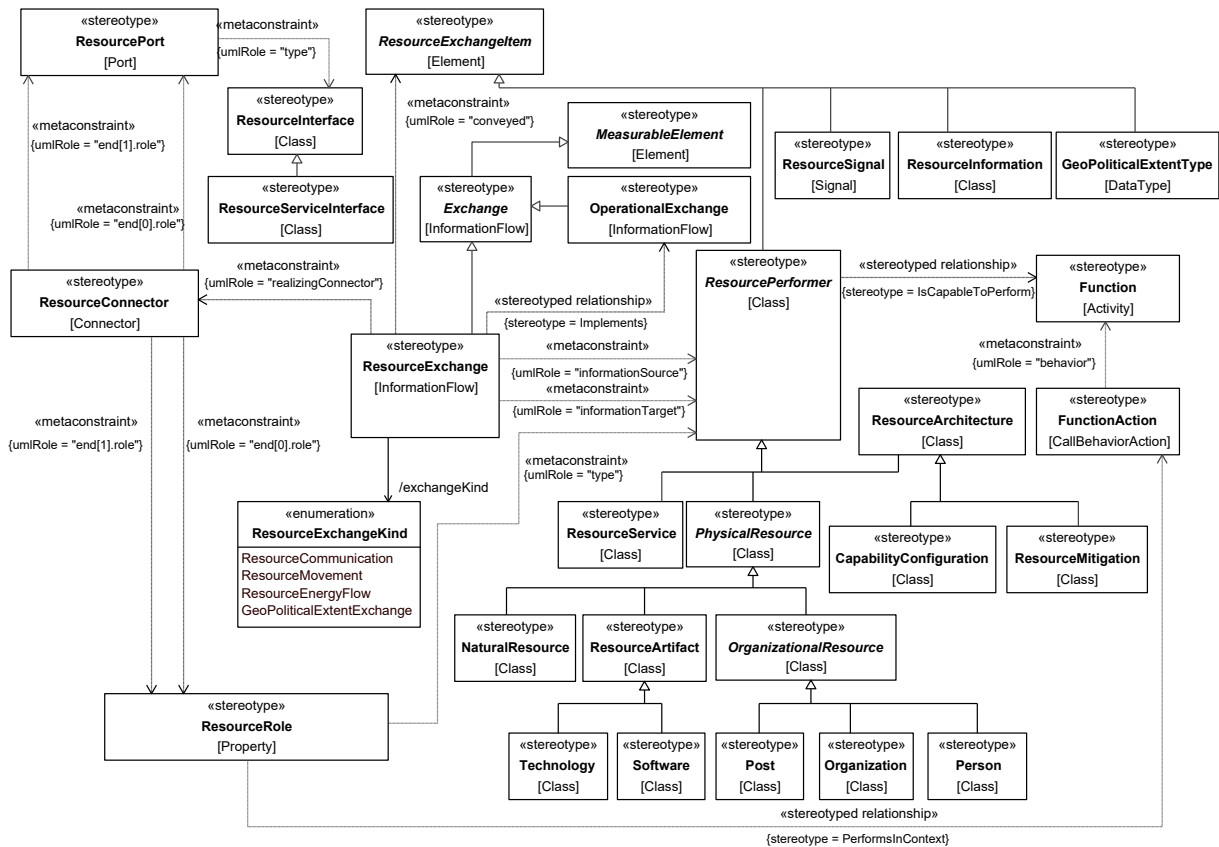 «stereotype»
ResourcePort
[Port]
«metaconstraint»
{umlRole = "type"}
«stereotype»
ResourceExchangeItem
[Element]
«stereotype»
ResourceInterface
[Class]
«metaconstraint»
{umlRole = "conveyed"}
«stereotype»
MeasurableElement
[Element]
«metaconstraint»
{umlRole = "end[1].role"}
«stereotype»
ResourceSignal
[Signal]
«stereotype»
ResourceInformation
[Class]
«stereotype»
GeoPoliticalExtentType
[DataType]
«stereotype»
ResourceServiceInterface
[Class]
«stereotype»
Exchange
[InformationFlow]
«stereotype»
OperationalExchange
[InformationFlow]
«metaconstraint»
{umlRole = "end[0].role"}
«stereotype»
ResourceConnector
[Connector]
«metaconstraint»
{umlRole = "realizingConnector"}
«stereotype»
ResourcePerformer
[Class]
«stereotyped relationship»
{stereotype = IsCapableToPerform}
«stereotype»
Function
[Activity]
«stereotyped relationship»
{stereotype = Implements}
«stereotype»
ResourceExchange
[InformationFlow]
«metaconstraint»
{umlRole = "informationSource"}
«metaconstraint»
{umlRole = "informationTarget"}
«metaconstraint»
{umlRole = "behavior"}
«stereotype»
ResourceArchitecture
[Class]
«stereotype»
FunctionAction
[CallBehaviorAction]
«metaconstraint»
{umlRole = "end[1].role"}
«metaconstraint»
{umlRole = "end[0].role"}
«metaconstraint»
{umlRole = "type"}
/exchangeKind
«enumeration»
ResourceExchangeKind
ResourceCommunication
ResourceMovement
ResourceEnergyFlow
GeoPoliticalExtentExchange
«stereotype»
ResourceService
[Class]
«stereotype»
PhysicalResource
[Class]
«stereotype»
CapabilityConfiguration
[Class]
«stereotype»
ResourceMitigation
[Class]
«stereotype»
NaturalResource
[Class]
«stereotype»
ResourceArtifact
[Class]
«stereotype»
OrganizationalResource
[Class]
«stereotype»
ResourceRole
[Property]
«stereotype»
Technology
[Class]
«stereotype»
Software
[Class]
«stereotype»
Post
[Class]
«stereotype»
Organization
[Class]
«stereotype»
Person
[Class]
«stereotyped relationship»
{stereotype = PerformsInContext}